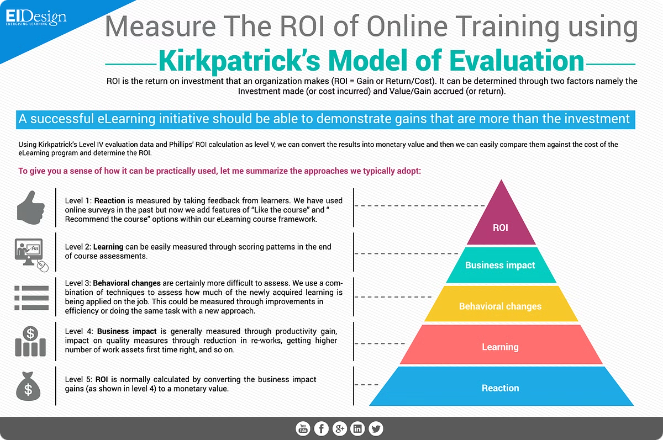 EIDesign
EMPOWERING LEARNING
Measure The ROI of Online Training using
Kirkpatrick's Model of Evaluation
ROI is the return on investment that an organization makes (ROI = Gain or Return/Cost). It can be determined through two factors namely the
Investment made (or cost incurred) and Value/Gain accrued (or return).
A successful eLearning initiative should be able to demonstrate gains that are more than the investment
Using Kirkpatrick's Level IV evaluation data and Phillips' ROI calculation as level V, we can convert the results into monetary value and then we can easily compare them against the cost of the
eLearning program and determine the ROI.
To give you a sense of how it can be practically used, let me summarize the approaches we typically adopt:
Level 1: Reaction is measured by taking feedback from learners. We have used
online surveys in the past but now we add features of "Like the course" and "
Recommend the course" options within our eLearning course framework.
Level 2: Learning can be easily measured through scoring patterns in the end
of course assessments.
Level 3: Behavioral changes are certainly more difficult to assess. We use a com-
bination of techniques to assess how much of the newly acquired learning is
being applied on the job. This could be measured through improvements in
efficiency or doing the same task with a new approach.
Level 4: Business impact is generally measured through productivity gain,
impact on quality measures through reduction in re-works, getting higher
number of work assets first time right, and so on.
Level 5: ROI is normally calculated by converting the business impact
gains (as shown in level 4) to a monetary value.
ROI
Business impact
Behavioral changes
Learning
Reaction